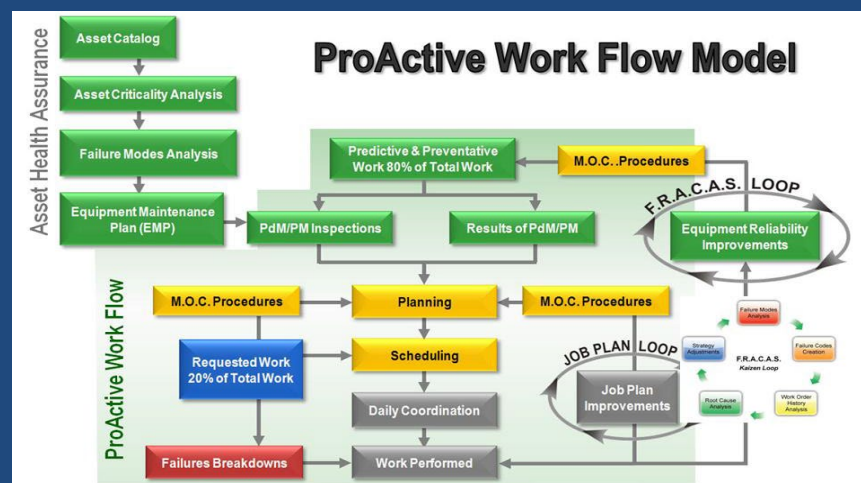 ProActive Work Flow Model
Asset Health Assurance
Asset Catalog
Asset Criticality Analysis
Failure Modes Analysis
Equipment Maintenance
Plan (EMP)
Predictive & Preventative
Work 80% of Total Work
M.O.C. .Procedures
F.R.A.C.A.S. LOOP
PdM/PM Inspections
Results of PdM/PM
Equipment Reliability
Improvements
ProActive Work Flow
M.O.C. Procedures
Planning
M.O.C. Procedures
Requested Work
20% of Total Work
Scheduling
JOB PLAN LOOP
Job Plan
Improvements
Daily Coordination
Failures Breakdowns
Work Performed
Failure Modes
Analysis
Strategy
Adjustments
F.R.A.C.A.S.
Kaizen Loop
Failure Codes
Creation
Root Cause
Analysis
Work Order
History
Analysis